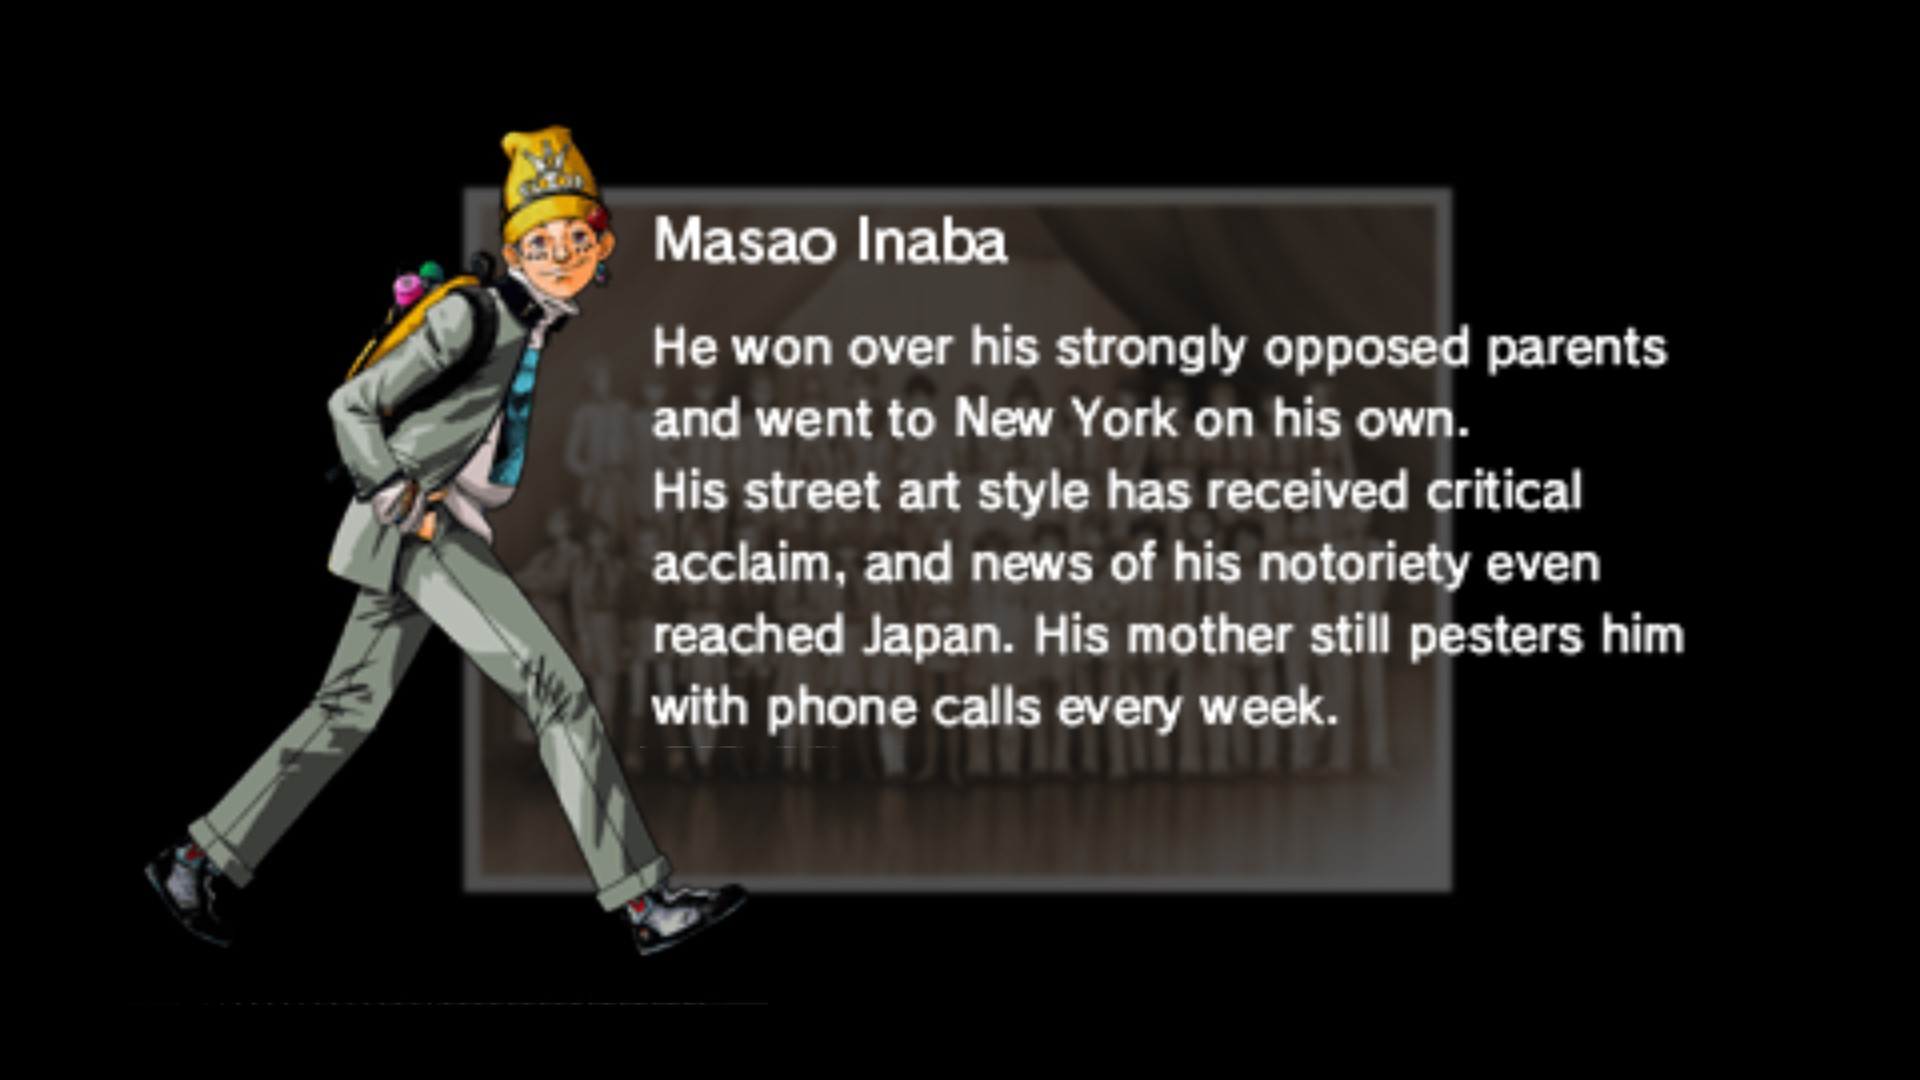 Masao Inaba
He won over his strongly opposed parents
and went to New York on his own.
His street art style has received critical
acclaim, and news of his notoriety even
reached Japan. His mother still pesters him
with phone calls every week.